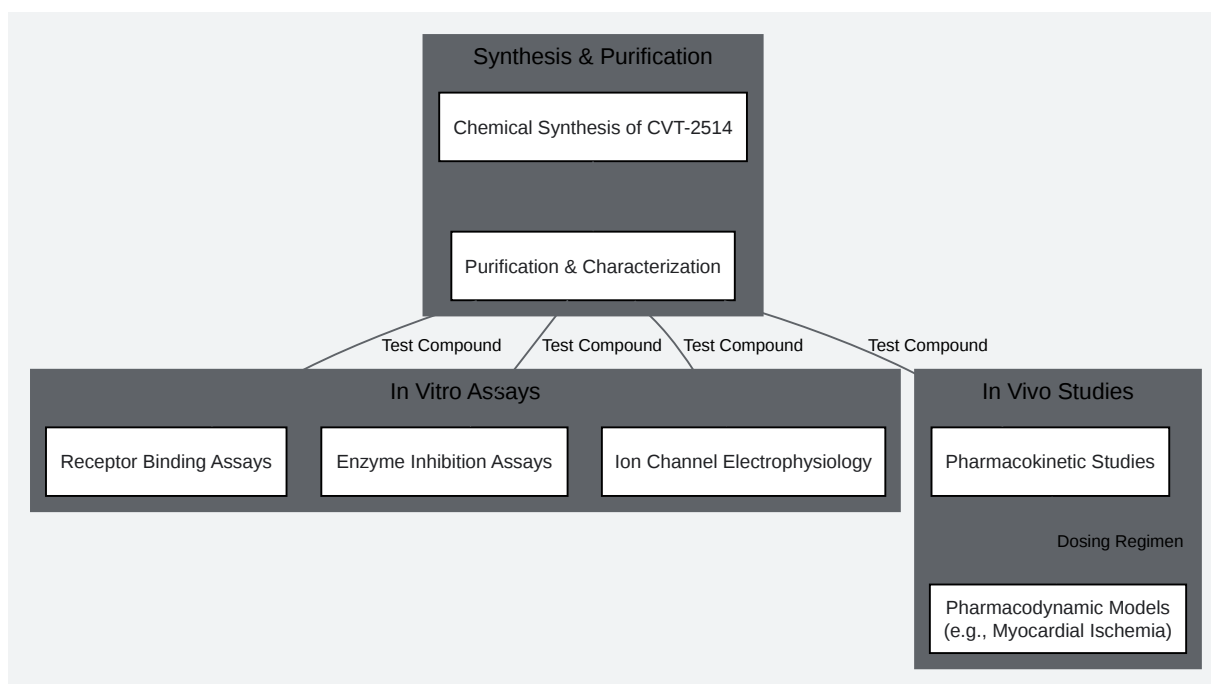 Synthesis & Purification
Chemical Synthesis of CVT-2514
Purification & Characterization
Test Compound
Test Compound
Test Compound
Test Compound
In Vitro Assays
Receptor Binding Assays
Enzyme Inhibition Assays
Ion Channel Electrophysiology
In Vivo Studies
Pharmacokinetic Studies
Dosing Regimen
Pharmacodynamic Models
(e.g., Myocardial Ischemia)